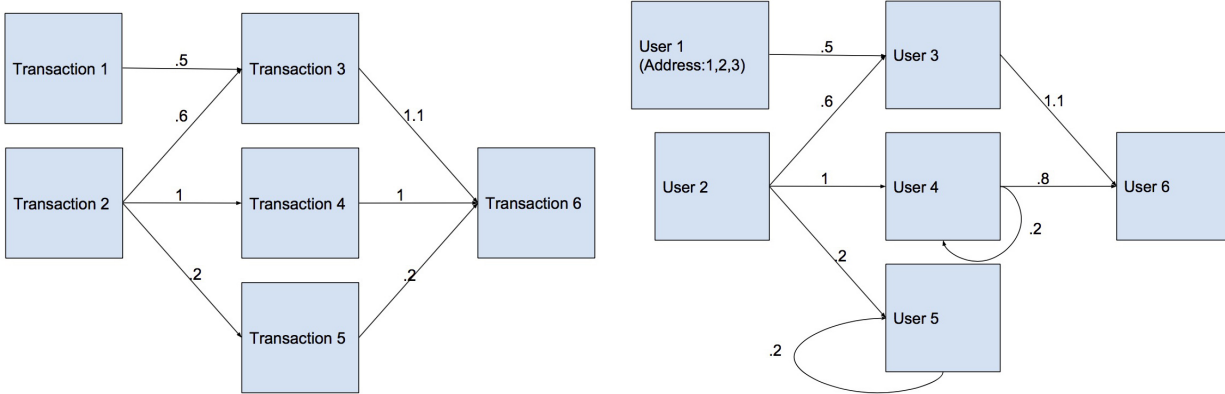 Transaction 1
.5
Transaction 3
.6
1.1
Transaction 2
1
Transaction 4
1
Transaction 6
.2
.2
Transaction 5
User 1
(Address:1,2,3)
.5
User 3
.6
1.1
User 2
1
User 4
.8
User 6
.2
.2
User 5
.2